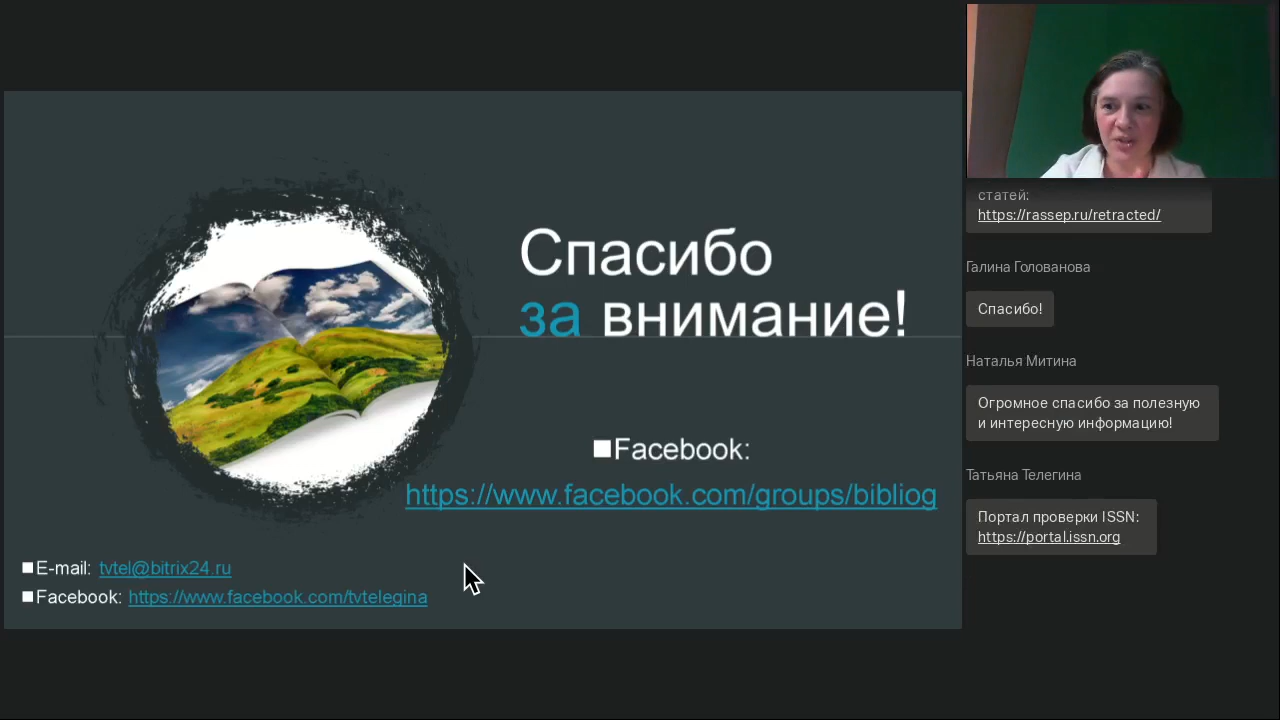 Спасибо
за внимание!
Facebook:
https://www.facebook.com/groups/bibliog
E-mail: tvtel@bitrix24.ru
Facebook: https://www.facebook.com/tvtelegina
статей:
https://rassep.ru/retracted/
Галина Голованова
Спасибо!
Наталья Митина
Огромное спасибо за полезную
и интересную информацию!
Татьяна Телегина
Портал проверки ISSN:
https://portal.issn.org